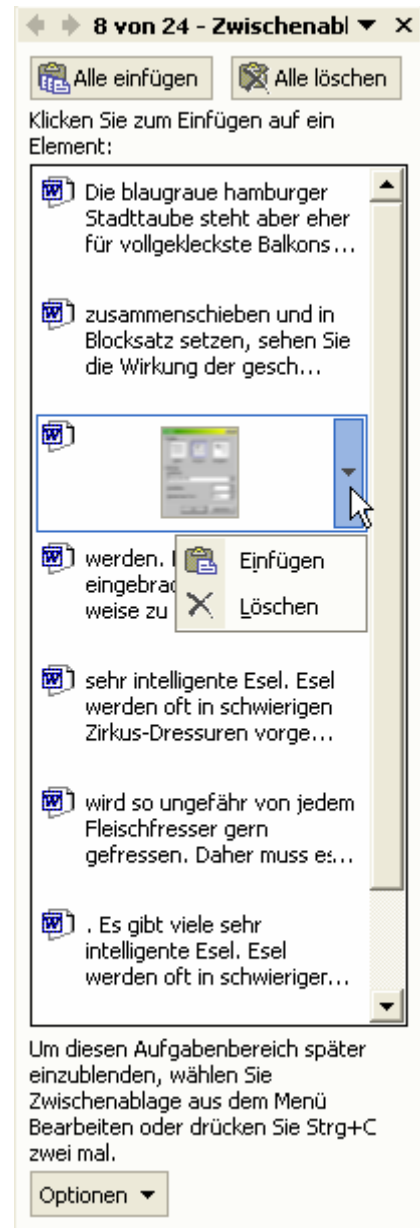 8 von 24 - Zwischenabl
Alle einfügen
Alle löschen
Klicken Sie zum Einfügen auf ein
Element:
Die blaugraue hamburger
Stadttaube steht aber eher
für vollgekleckste Balkons...
zusammenschieben und in
Blocksatz setzen, sehen Sie
die Wirkung der gesch...
werden.
Einfügen
weise zu
Löschen
sehr intelligente Esel. Esel
werden oft in schwierigen
Zirkus-Dressuren vorge...
wird so ungefähr von jedem
Fleischfresser gern
gefressen. Daher muss es...
. Es gibt viele sehr
intelligente Esel. Esel
werden oft in schwieriger...
Um diesen Aufgabenbereich später
einzublenden, wählen Sie
Zwischenablage aus dem Menü
Bearbeiten oder drücken Sie Strg+C
zwei mal.
Optionen